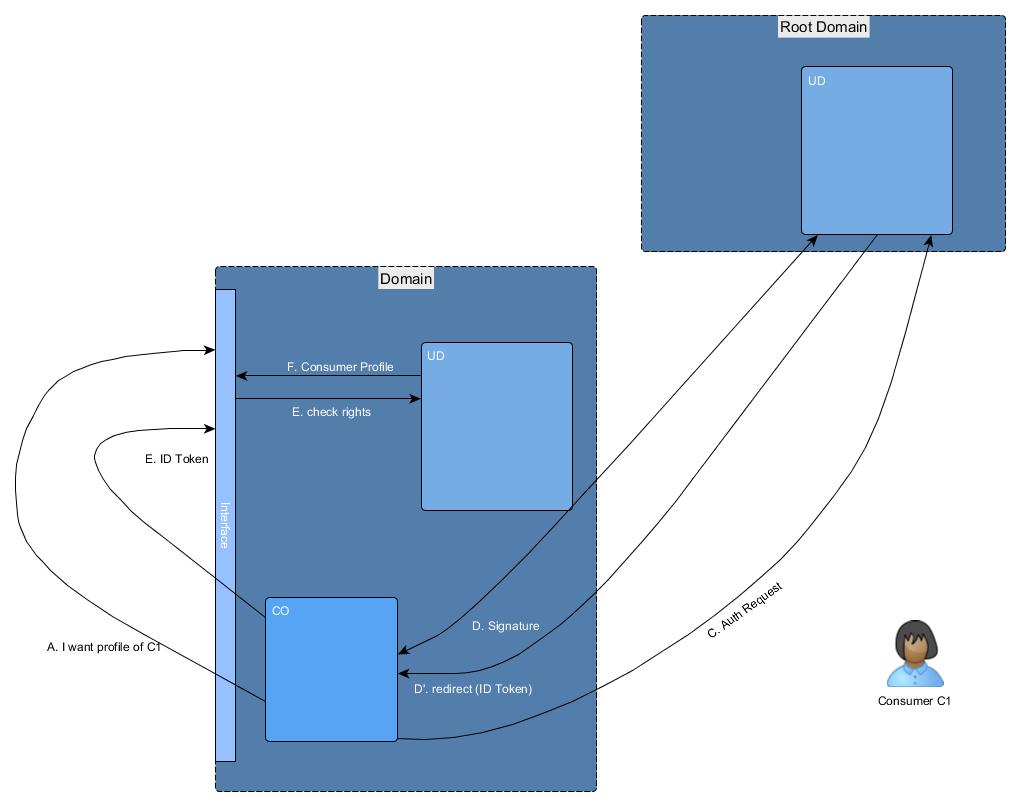 Root Domain
UD
Domain
UD
F. Consumer Profile
E. check rights
E. ID Token
Interface
CO
D. Signature
C. Auth Request
A. I want profile of C1
D'. redirect (ID Token)
Consumer C1